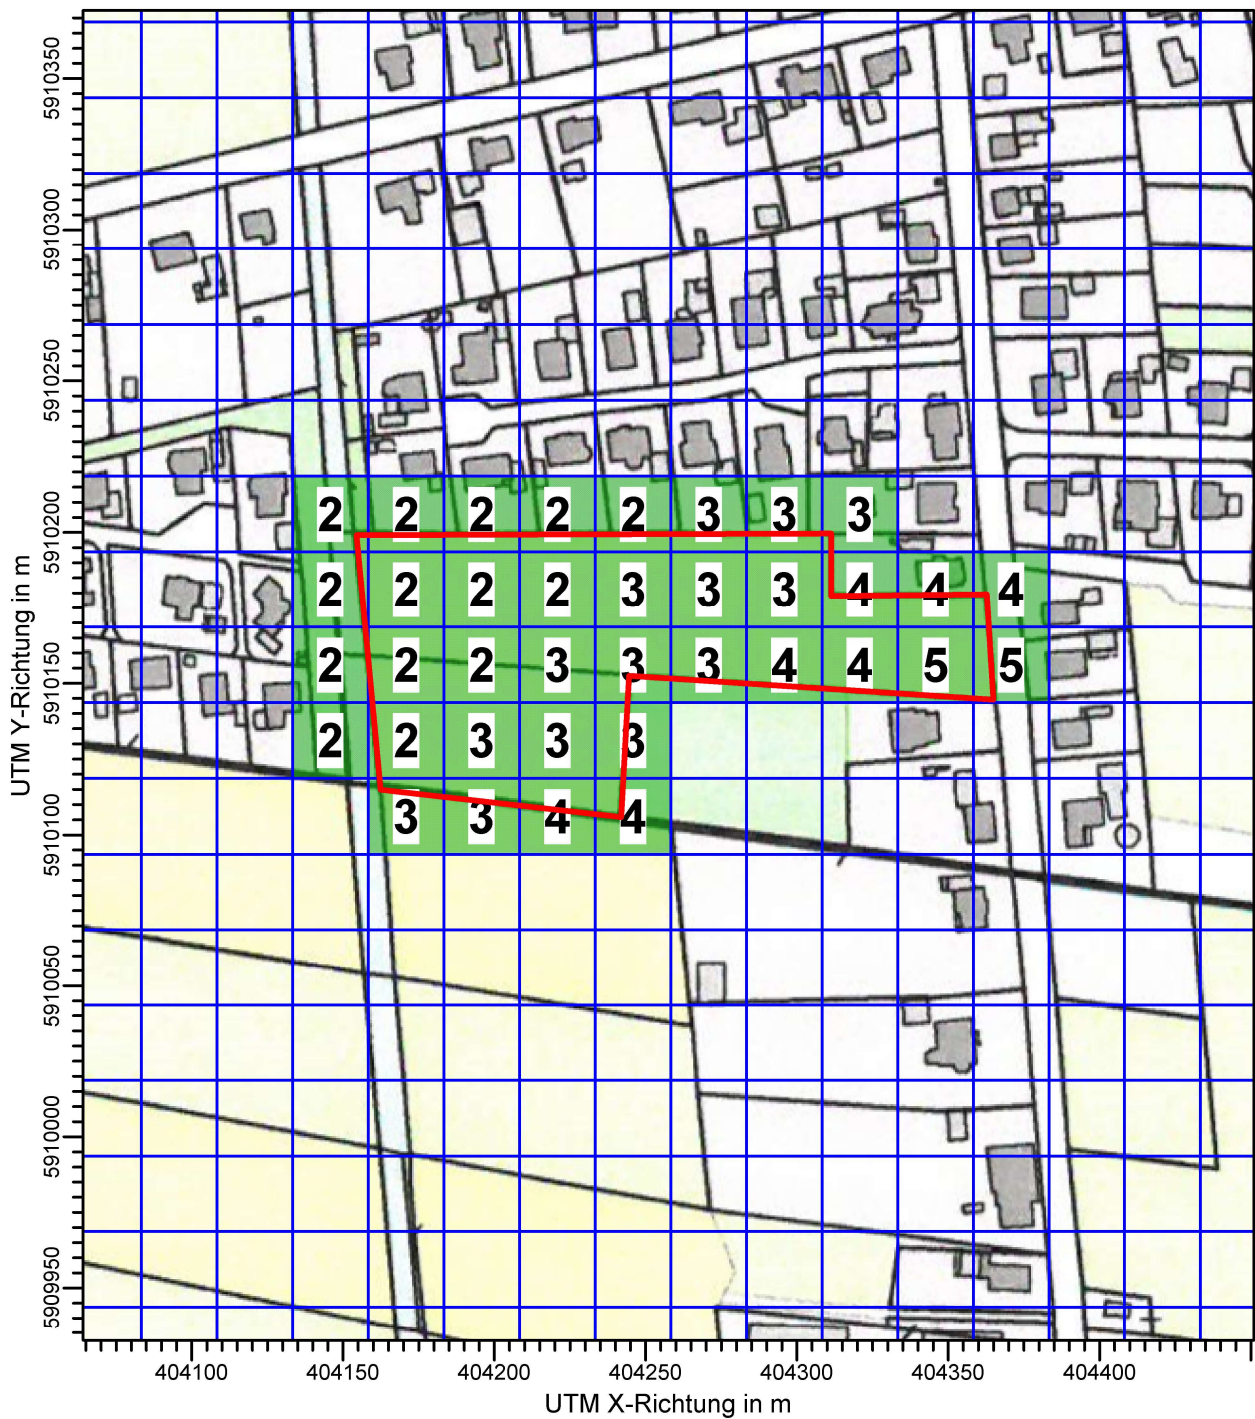 5910350
5910300
5910250
5910200
5910150
5910100
5910050
5910000
5909950
UTM Y-Richtung in m
2 2 2 2 2 3 3 3
2 2 2 2 3 3 3 4 4 4
2 2 2 3 3 3 4 4 5 5
2 2 3 3 3
3 3 4 4
404100 404150 404200 404250 404300 404350 404400
UTM X-Richtung in m